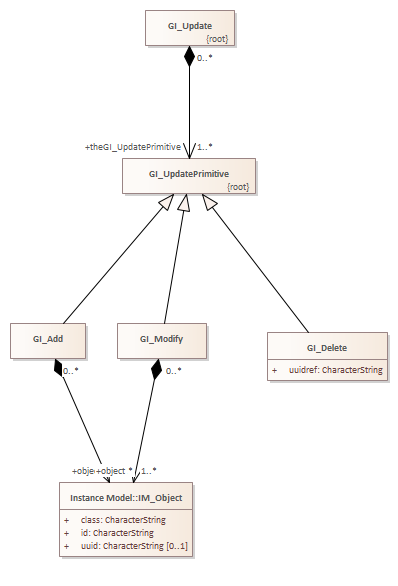 GI_Update
{root}
0..*
+theGI_UpdatePrimitive 1..*
GI_UpdatePrimitive
{root}
GI_Add
GI_Modify
GI_Delete
+ uuidref: CharacterString
0..*
0..*
+object * 1..*
Instance Model::IM_Object
+ class: CharacterString
+ id: CharacterString
+ uuid: CharacterString [0..1]